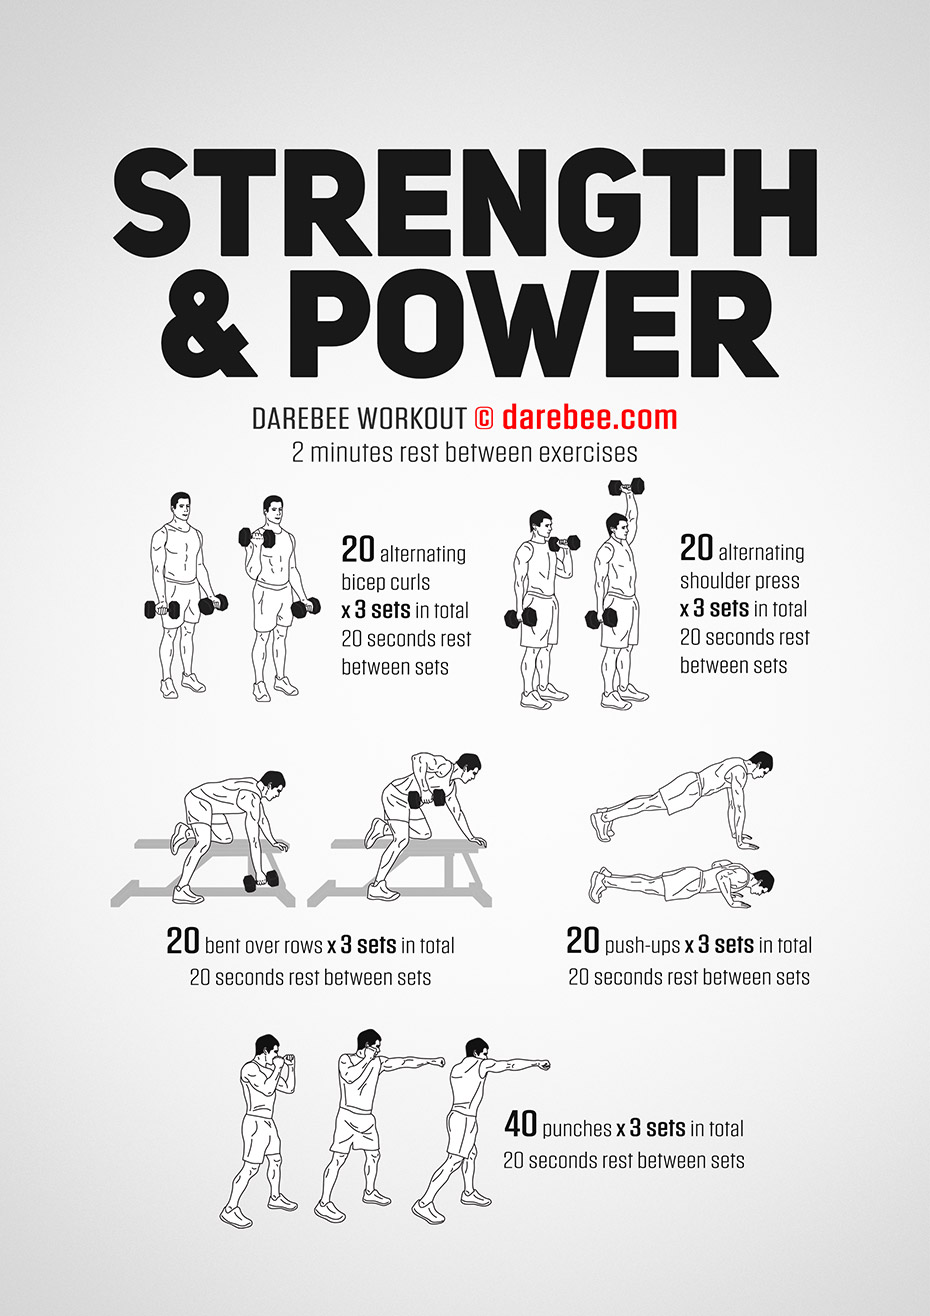 STRENGTH
& POWER
DAREBEE WORKOUT © darebee.com
2 minutes rest between exercises
20 alternating
bicep curls
x 3 sets in total
20 seconds rest
between sets
20 alternating
shoulder press
x 3 sets in total
20 seconds rest
between sets
20 bent over rows x 3 sets in total
20 seconds rest between sets
20 push-ups x 3 sets in total
20 seconds rest between sets
40 punches x 3 sets in total
20 seconds rest between sets